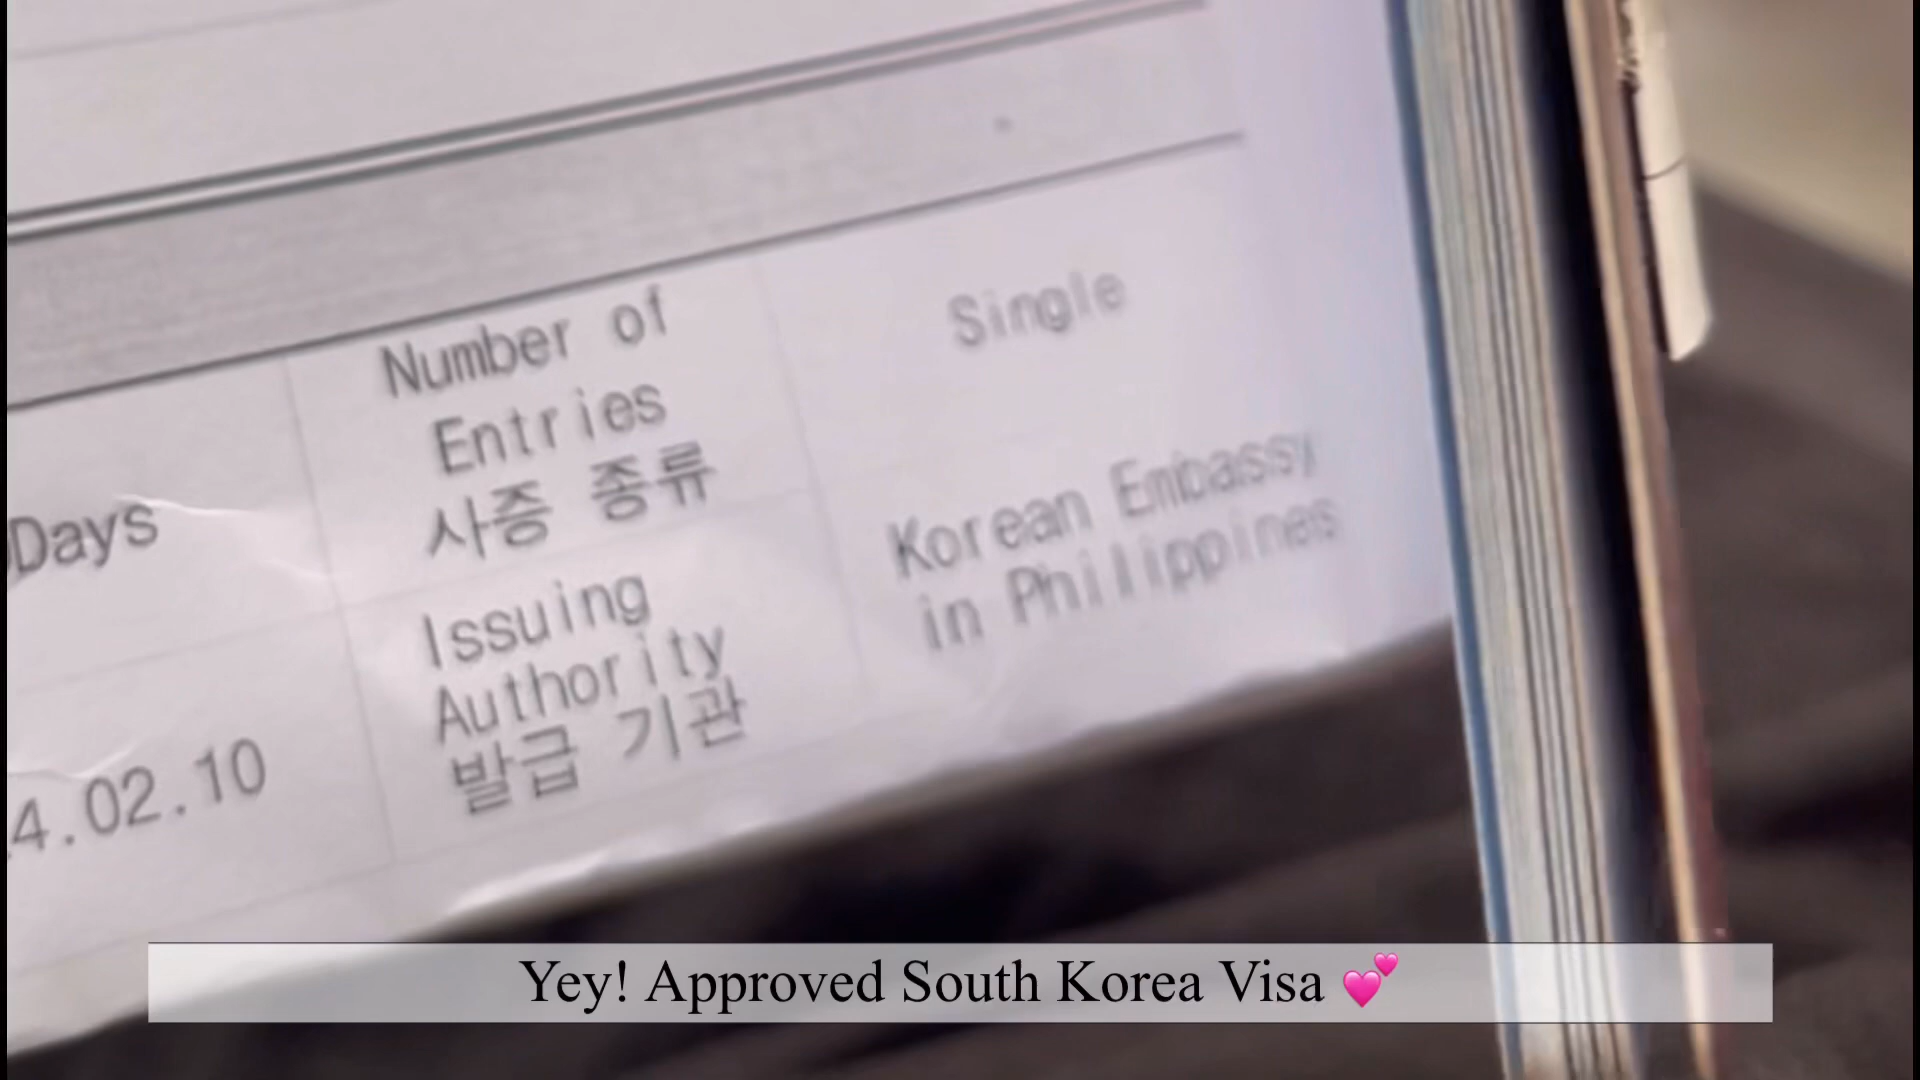 Number of
Entries
사증 종류
Single
Days
Issuing
Authority
발급 기관
Korean Embassy
in Philippines
4.02.10
Yey! Approved South Korea Visa 💕